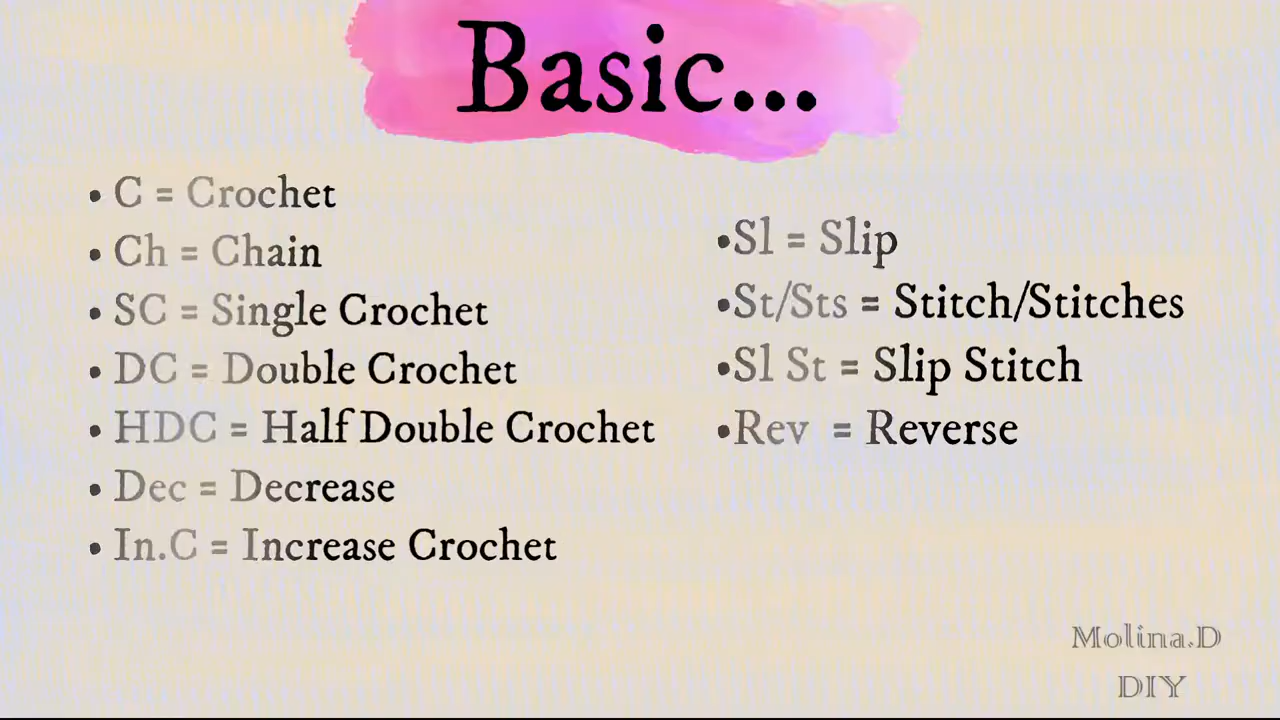 Basic...
• C = Crochet
• Ch = Chain
• SC = Single Crochet
• DC = Double Crochet
• HDC = Half Double Crochet
• Dec = Decrease
• In.C = Increase Crochet
•Sl = Slip
•St/Sts = Stitch/Stitches
•Sl St = Slip Stitch
•Rev = Reverse
Molina.D
DIY